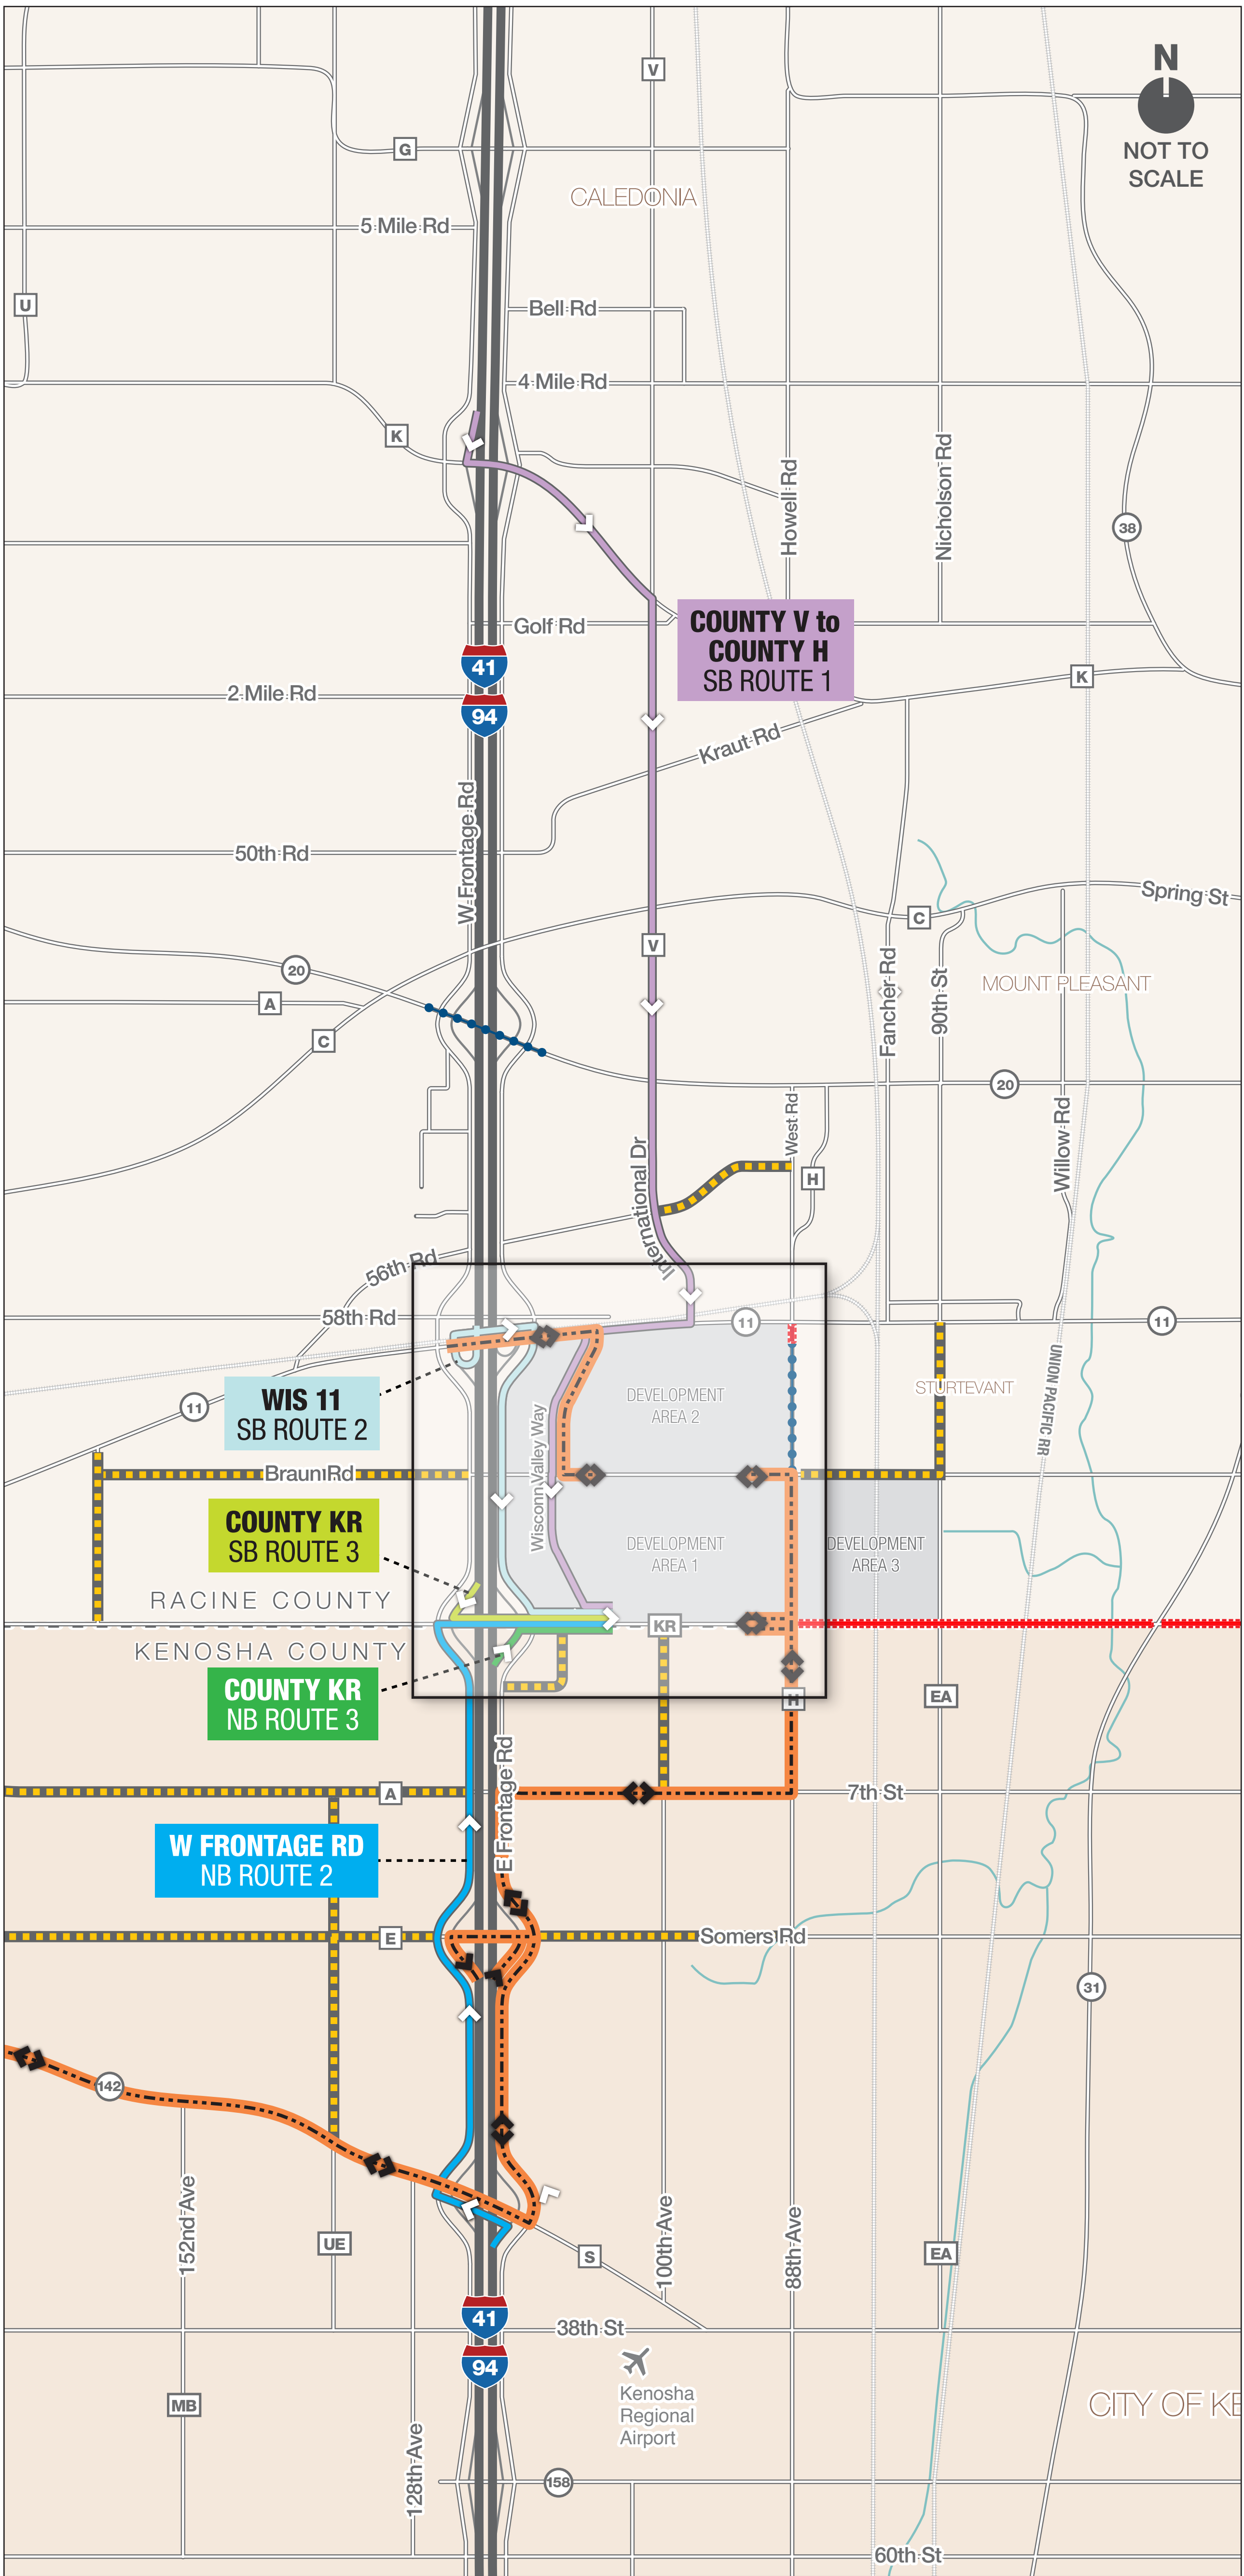 N
NOT TO
SCALE
V
G
CALEDONIA
5 Mile Rd
U
Bell Rd
4 Mile Rd
K
Howell Rd
Nicholson Rd
38
COUNTY V to
COUNTY H
SB ROUTE 1
Golf Rd
41
K
2 Mile Rd
94
Kraut Rd
W Frontage Rd
50th Rd
Spring St
C
V
20
Fancher Rd
90th St
MOUNT PLEASANT
A
C
20
West Rd
Willow Rd
International Dr
H
56th Rd
58th Rd
11
11
UNION PACIFIC RR
WIS 11
SB ROUTE 2
11
DEVELOPMENT
AREA 2
STURTEVANT
Wisconn Valley Way
Braun Rd
COUNTY KR
SB ROUTE 3
DEVELOPMENT
AREA 1
DEVELOPMENT
AREA 3
RACINE COUNTY
KR
KENOSHA COUNTY
COUNTY KR
NB ROUTE 3
H
EA
E Frontage Rd
A
7th St
W FRONTAGE RD
NB ROUTE 2
E
Somers Rd
31
142
152nd Ave
UE
S
100th Ave
88th Ave
EA
41
38th St
94
Kenosha
Regional
Airport
MB
CITY OF KE
128th Ave
158
60th St